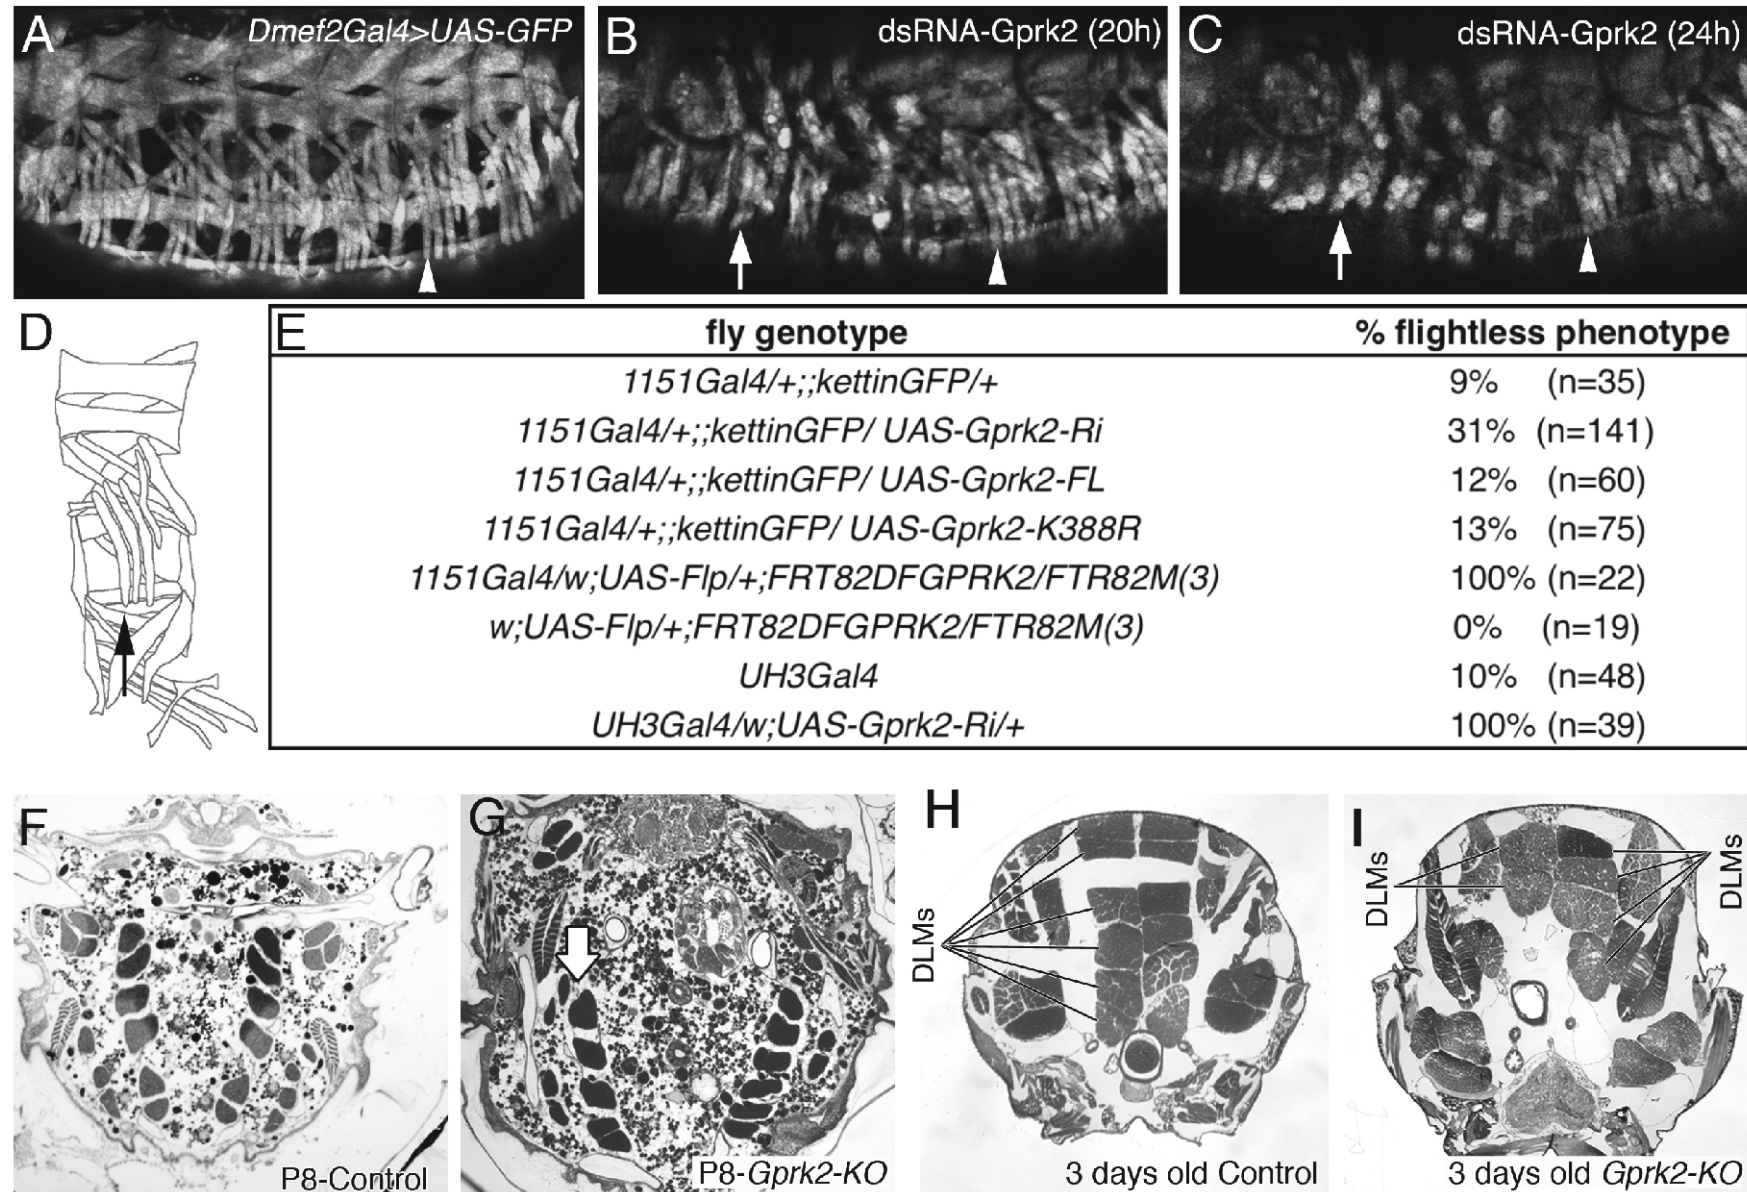 A
Dmef2Gal4>UAS-GFP
B
dsRNA-Gprk2 (20h)
C
dsRNA-Gprk2 (24h)
D
E
fly genotype % flightless phenotype
1151Gal4/+;;kettinGFP/+ 9% (n=35)
1151Gal4/+;;kettinGFP/ UAS-Gprk2-Ri 31% (n=141)
1151Gal4/+;;kettinGFP/ UAS-Gprk2-FL 12% (n=60)
1151Gal4/+;;kettinGFP/ UAS-Gprk2-K388R 13% (n=75)
1151Gal4/w;UAS-Flp/+;FRT82DFGPRK2/FTR82M(3) 100% (n=22)
w;UAS-Flp/+;FRT82DFGPRK2/FTR82M(3) 0% (n=19)
UH3Gal4 10% (n=48)
UH3Gal4/w;UAS-Gprk2-Ri/+ 100% (n=39)
F
P8-Control
G
P8-Gprk2-KO
H
DLMs
3 days old Control
I
DLMs
DLMs
3 days old Gprk2-KO